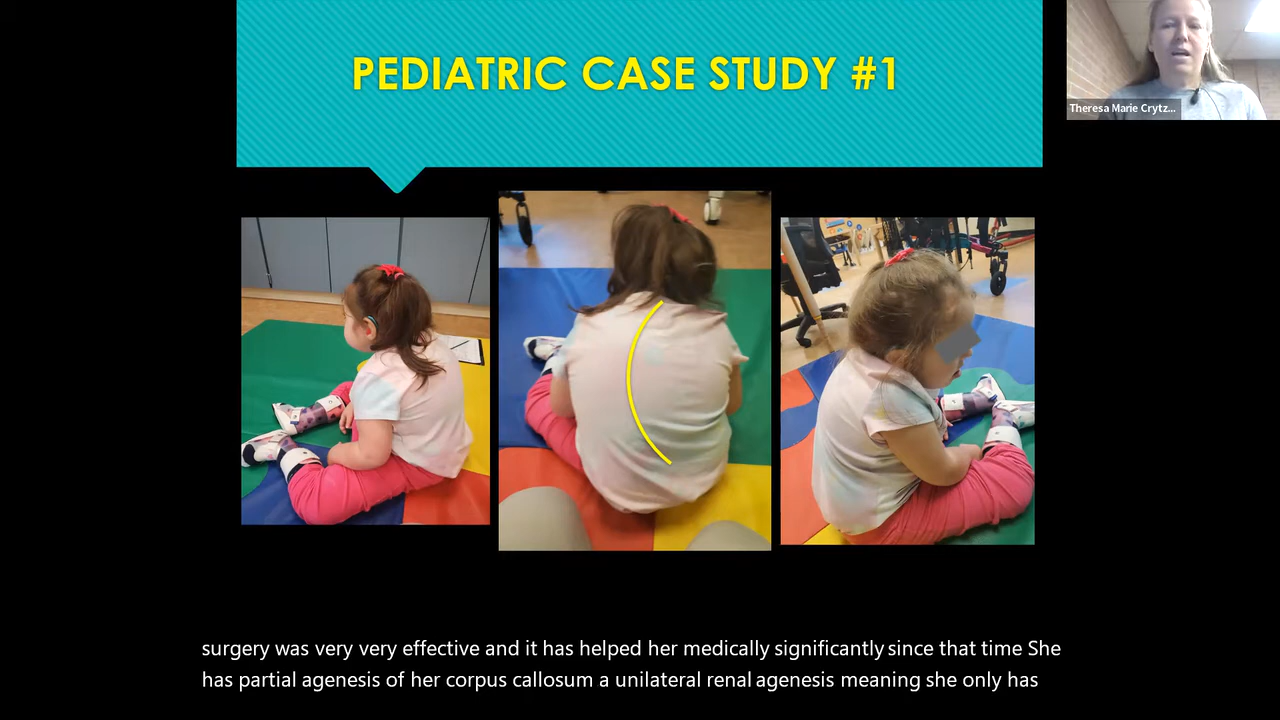 PEDIATRIC CASE STUDY #1
Theresa Marie Crytz...
surgery was very very effective and it has helped her medically significantly since that time She
has partial agenesis of her corpus callosum a unilateral renal agenesis meaning she only has